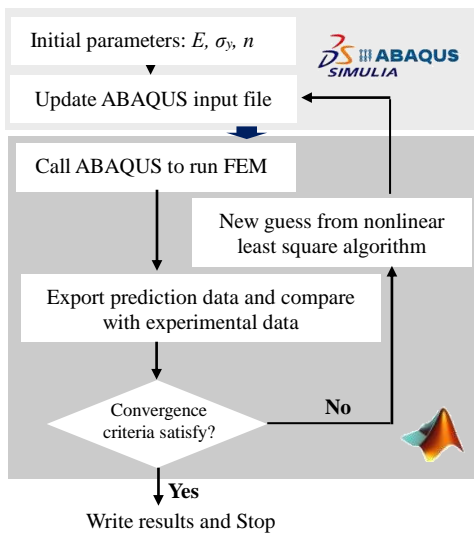 Initial parameters: E, σy, n
DS ABAQUS
SIMULIA
Update ABAQUS input file
Call ABAQUS to run FEM
New guess from nonlinear
least square algorithm
Export prediction data and compare
with experimental data
Convergence
criteria satisfy?
No
Yes
Write results and Stop